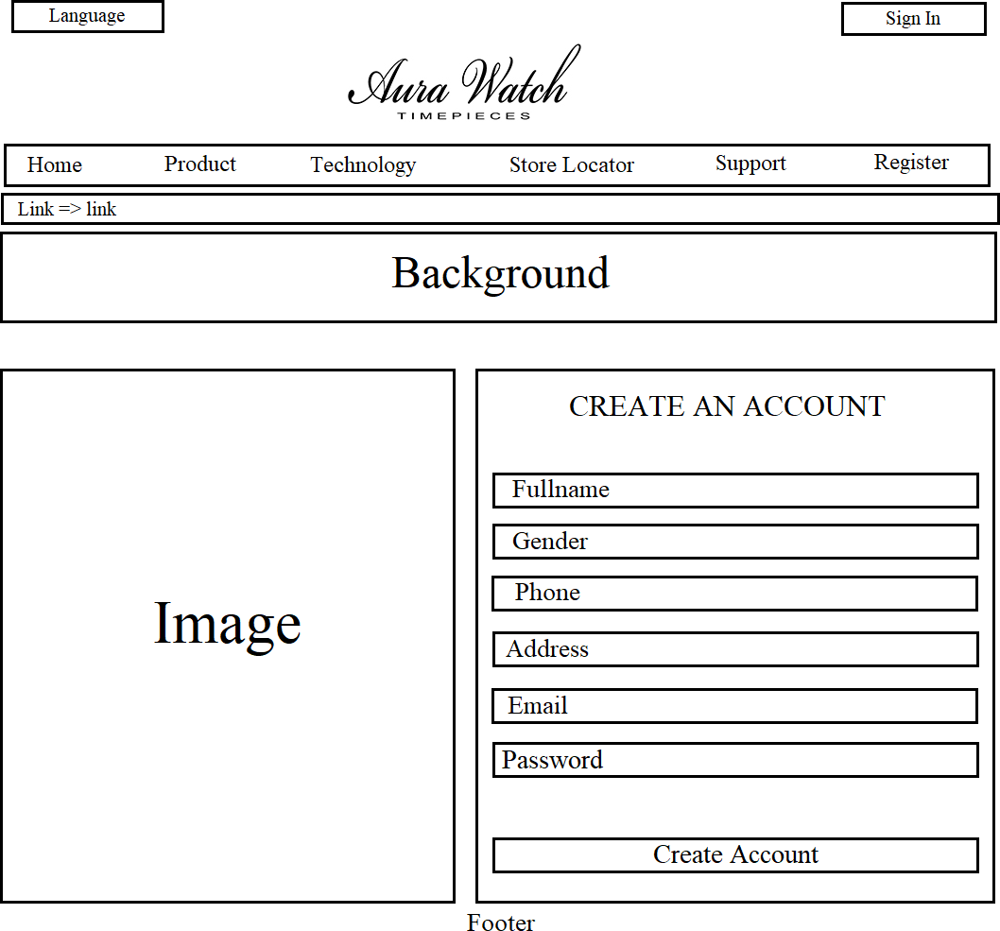 Language
Sign In
Aura Watch
TIMEPIECES
Home Product Technology Store Locator Support Register
Link => link
Background
Image
CREATE AN ACCOUNT
Fullname
Gender
Phone
Address
Email
Password
Create Account
Footer